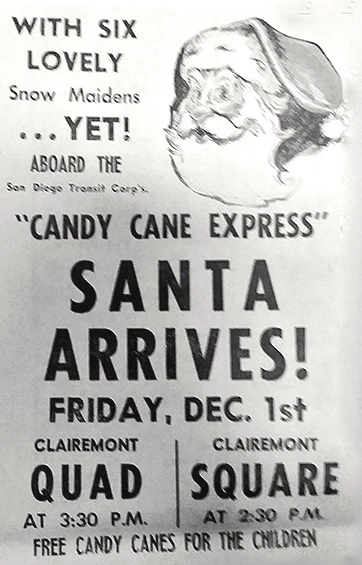 WITH SIX
LOVELY
Snow Maidens
...YET!
ABOARD THE
San Diego Transit Corp's.
"CANDY CANE EXPRESS"
SANTA
ARRIVES!
FRIDAY, DEC. 1st
CLAIREMONT
QUAD
AT 3:30 P.M.
CLAIREMONT
SQUARE
AT 2:30 P.M.
FREE CANDY CANES FOR THE CHILDREN